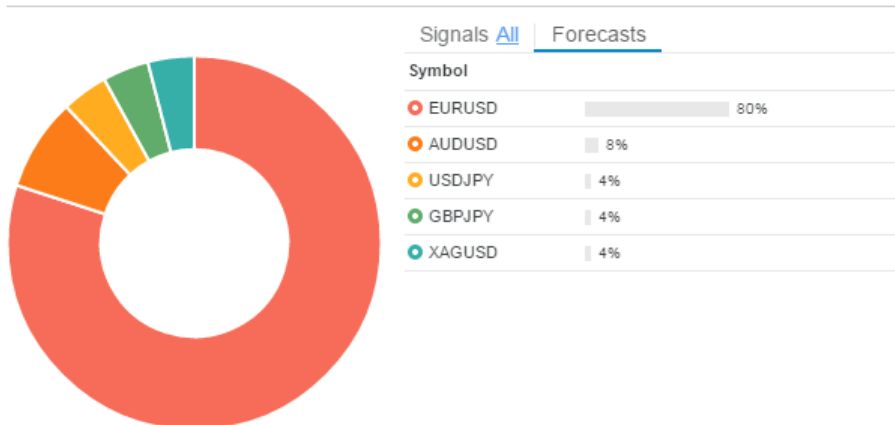 Signals All Forecasts
Symbol
EURUSD 80%
AUDUSD 8%
USDJPY 4%
GBPJPY 4%
XAGUSD 4%